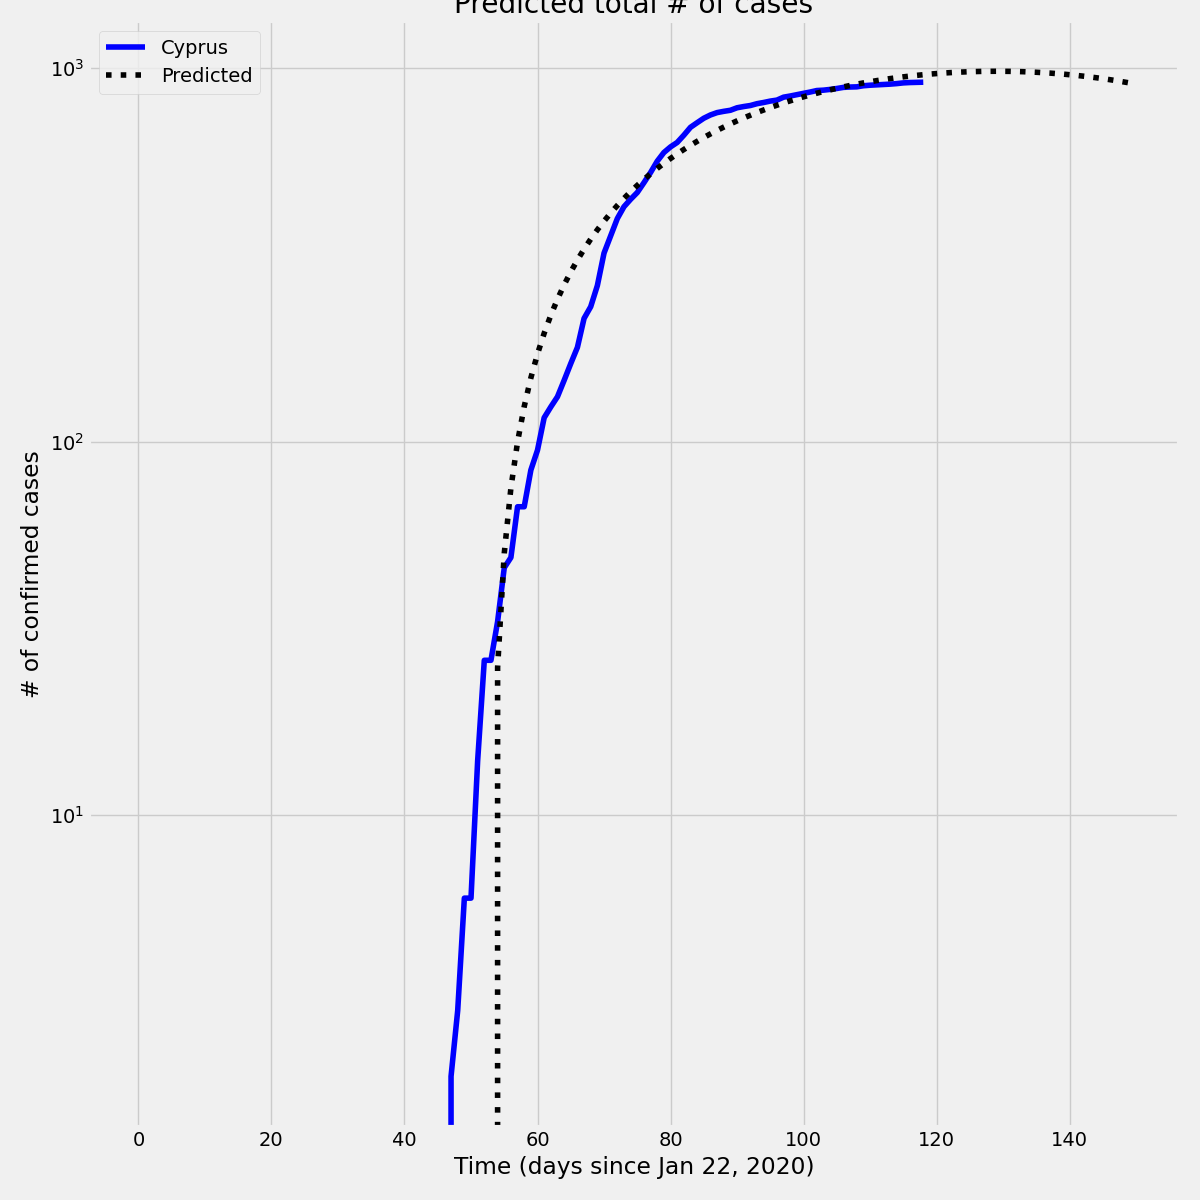 Predicted total # of cases
Cyprus
Predicted
10³
10²
10¹
# of confirmed cases
0 20 40 60 80 100 120 140
Time (days since Jan 22, 2020)